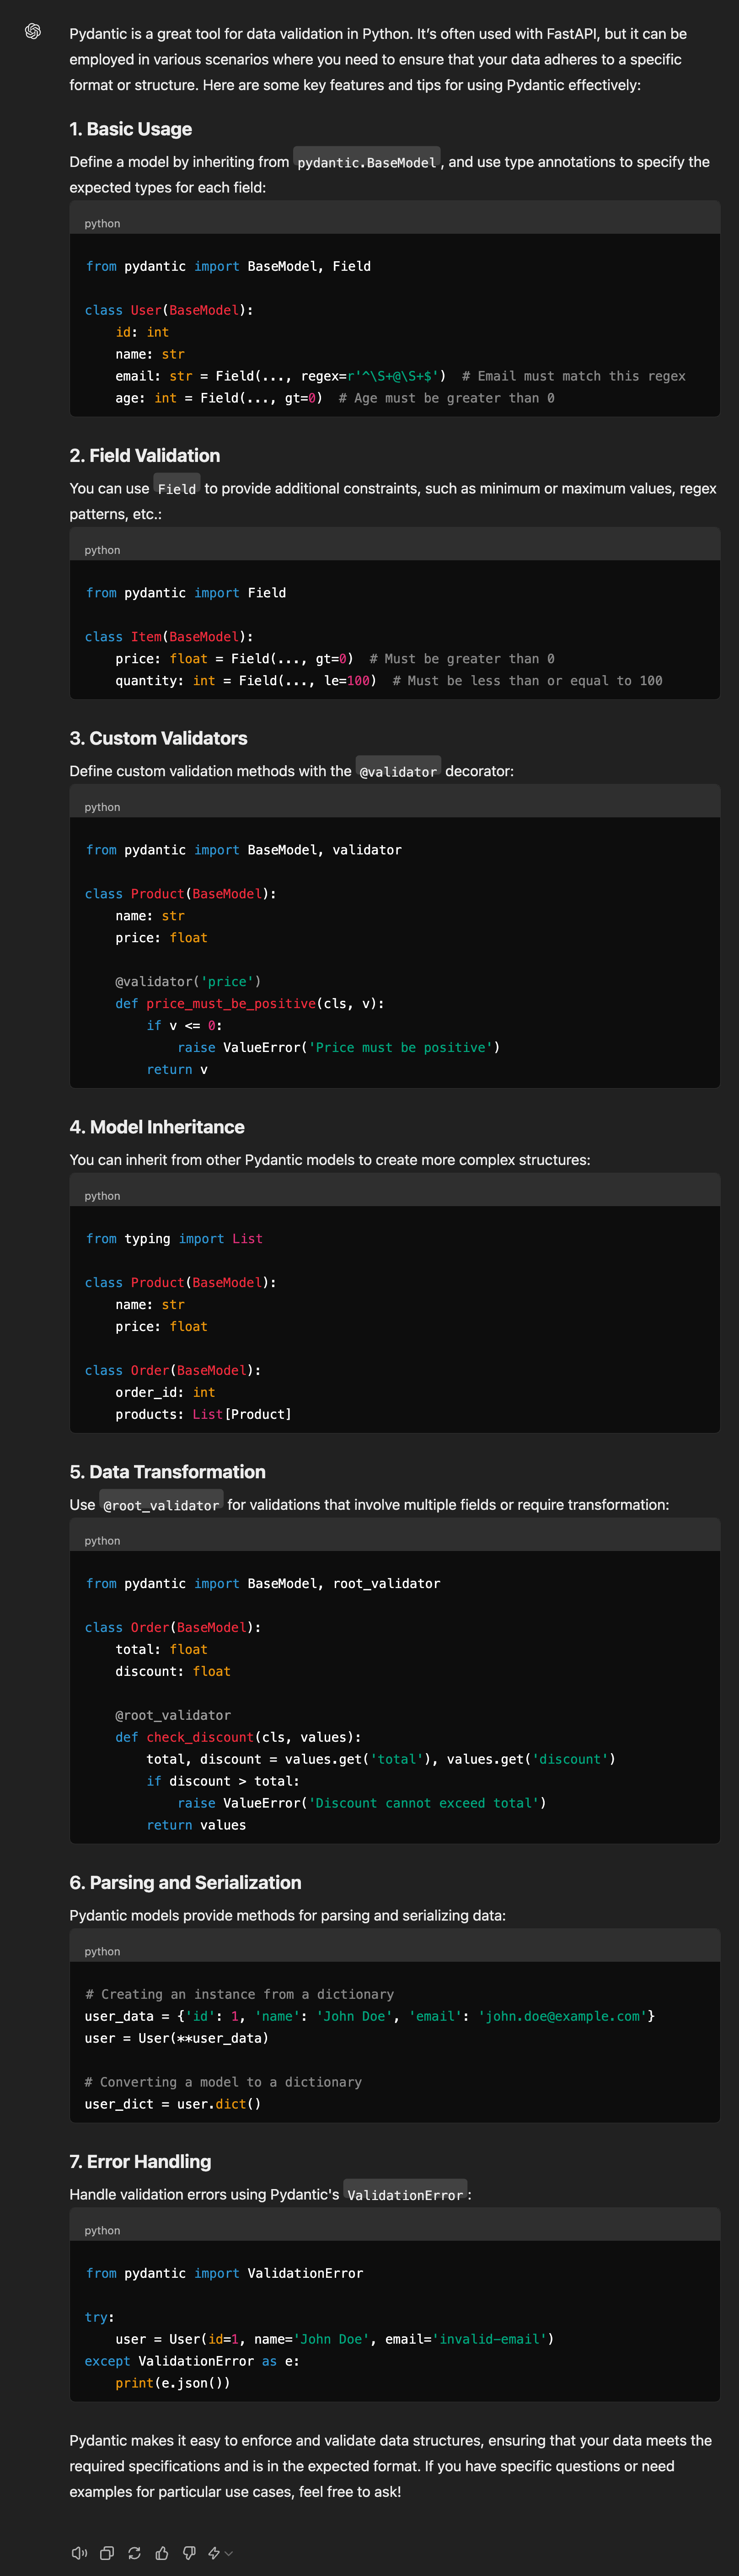 Pydantic is a great tool for data validation in Python. It’s often used with FastAPI, but it can be
employed in various scenarios where you need to ensure that your data adheres to a specific
format or structure. Here are some key features and tips for using Pydantic effectively:
1. Basic Usage
Define a model by inheriting from pydantic.BaseModel, and use type annotations to specify the
expected types for each field:
python
from pydantic import BaseModel, Field
class User(BaseModel):
    id: int
    name: str
    email: str = Field(..., regex=r'^\S+@\S+$')  # Email must match this regex
    age: int = Field(..., gt=0)  # Age must be greater than 0
2. Field Validation
You can use Field to provide additional constraints, such as minimum or maximum values, regex
patterns, etc.:
python
from pydantic import Field
class Item(BaseModel):
    price: float = Field(..., gt=0)  # Must be greater than 0
    quantity: int = Field(..., le=100)  # Must be less than or equal to 100
3. Custom Validators
Define custom validation methods with the @validator decorator:
python
from pydantic import BaseModel, validator
class Product(BaseModel):
    name: str
    price: float
    @validator('price')
    def price_must_be_positive(cls, v):
        if v <= 0:
            raise ValueError('Price must be positive')
        return v
4. Model Inheritance
You can inherit from other Pydantic models to create more complex structures:
python
from typing import List
class Product(BaseModel):
    name: str
    price: float
class Order(BaseModel):
    order_id: int
    products: List[Product]
5. Data Transformation
Use @root_validator for validations that involve multiple fields or require transformation:
python
from pydantic import BaseModel, root_validator
class Order(BaseModel):
    total: float
    discount: float
    @root_validator
    def check_discount(cls, values):
        total, discount = values.get('total'), values.get('discount')
        if discount > total:
            raise ValueError('Discount cannot exceed total')
        return values
6. Parsing and Serialization
Pydantic models provide methods for parsing and serializing data:
python
# Creating an instance from a dictionary
user_data = {'id': 1, 'name': 'John Doe', 'email': 'john.doe@example.com'}
user = User(**user_data)
# Converting a model to a dictionary
user_dict = user.dict()
7. Error Handling
Handle validation errors using Pydantic's ValidationError:
python
from pydantic import ValidationError
try:
    user = User(id=1, name='John Doe', email='invalid-email')
except ValidationError as e:
    print(e.json())
Pydantic makes it easy to enforce and validate data structures, ensuring that your data meets the
required specifications and is in the expected format. If you have specific questions or need
examples for particular use cases, feel free to ask!